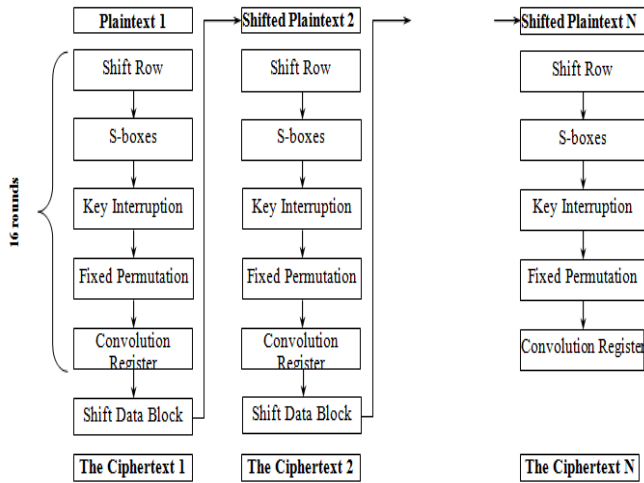 Plaintext 1
Shift Row
S-boxes
Key Interruption
Fixed Permutation
Convolution
Register
Shift Data Block
The Ciphertext 1
16 rounds
Shifted Plaintext 2
Shift Row
S-boxes
Key Interruption
Fixed Permutation
Convolution
Register
Shift Data Block
The Ciphertext 2
Shifted Plaintext N
Shift Row
S-boxes
Key Interruption
Fixed Permutation
Convolution Register
The Ciphertext N